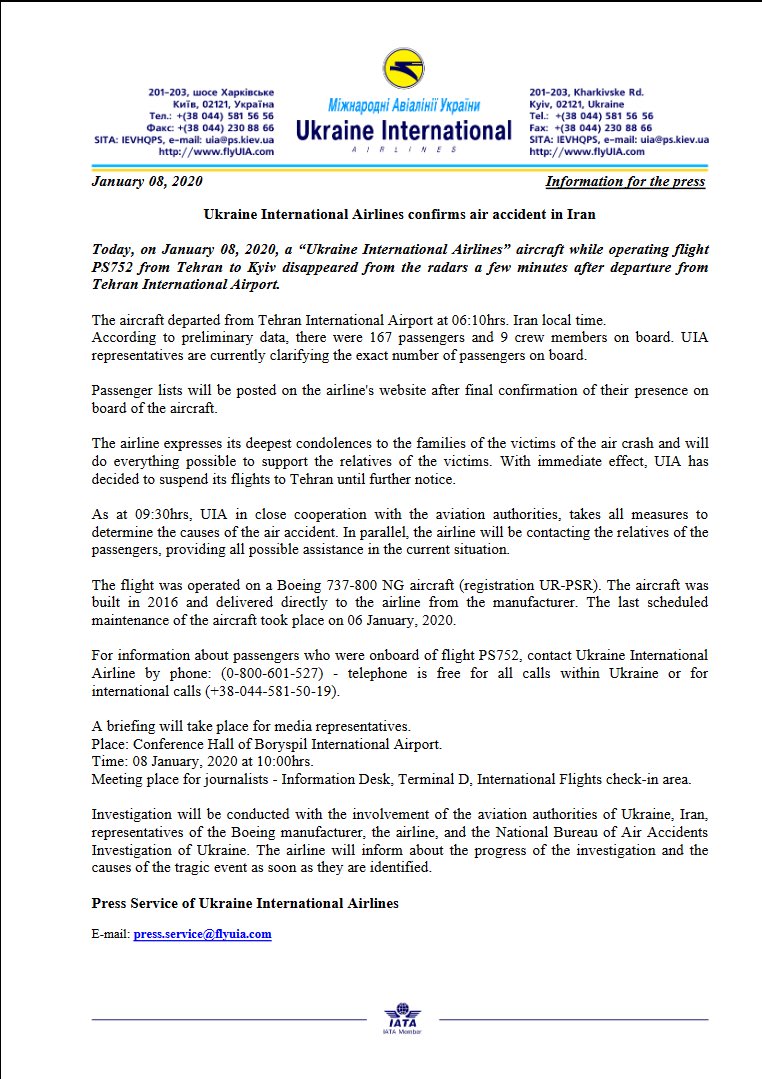 201-203, шосе Харківське
Київ, 02121, Україна
Тел.: +(38 044) 581 56 56
Факс: +(38 044) 230 88 66
SITA: IEVHQPS, e-mail: uia@ps.kiev.ua
http://www.flyUIA.com
Міжнародні Авіалінії України
Ukraine International
AIRLINES
201-203, Kharkivske Rd.
Kyiv, 02121, Ukraine
Tel.: +(38 044) 581 56 56
Fax: +(38 044) 230 88 66
SITA: IEVHQPS, e-mail: uia@ps.kiev.ua
http://www.flyUIA.com
January 08, 2020 Information for the press
Ukraine International Airlines confirms air accident in Iran
Today, on January 08, 2020, a “Ukraine International Airlines” aircraft while operating flight
PS752 from Tehran to Kyiv disappeared from the radars a few minutes after departure from
Tehran International Airport.
The aircraft departed from Tehran International Airport at 06:10hrs. Iran local time.
According to preliminary data, there were 167 passengers and 9 crew members on board. UIA
representatives are currently clarifying the exact number of passengers on board.
Passenger lists will be posted on the airline's website after final confirmation of their presence on
board of the aircraft.
The airline expresses its deepest condolences to the families of the victims of the air crash and will
do everything possible to support the relatives of the victims. With immediate effect, UIA has
decided to suspend its flights to Tehran until further notice.
As at 09:30hrs, UIA in close cooperation with the aviation authorities, takes all measures to
determine the causes of the air accident. In parallel, the airline will be contacting the relatives of the
passengers, providing all possible assistance in the current situation.
The flight was operated on a Boeing 737-800 NG aircraft (registration UR-PSR). The aircraft was
built in 2016 and delivered directly to the airline from the manufacturer. The last scheduled
maintenance of the aircraft took place on 06 January, 2020.
For information about passengers who were onboard of flight PS752, contact Ukraine International
Airline by phone: (0-800-601-527) - telephone is free for all calls within Ukraine or for
international calls (+38-044-581-50-19).
A briefing will take place for media representatives.
Place: Conference Hall of Boryspil International Airport.
Time: 08 January, 2020 at 10:00hrs.
Meeting place for journalists - Information Desk, Terminal D, International Flights check-in area.
Investigation will be conducted with the involvement of the aviation authorities of Ukraine, Iran,
representatives of the Boeing manufacturer, the airline, and the National Bureau of Air Accidents
Investigation of Ukraine. The airline will inform about the progress of the investigation and the
causes of the tragic event as soon as they are identified.
Press Service of Ukraine International Airlines
E-mail: press.service@flyuia.com
IATA
IATA Member